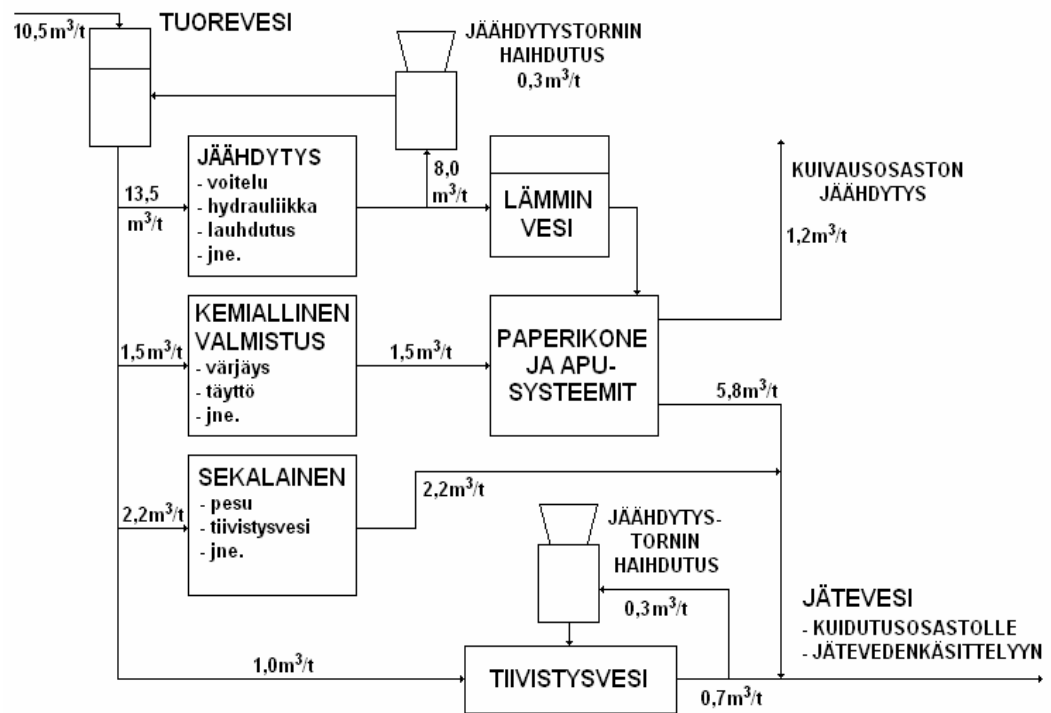 10,5m³/t
TUOREVESI
JÄÄHDYTYSTORNIN
HAIHDUTUS
0,3m³/t
13,5
m³/t
JÄÄHDYTYS
- voitelu
- hydrauliikka
- lauhdutus
- jne.
8,0
m³/t
LÄMMIN
VESI
KUIVAUSOSASTON
JÄÄHDYTYS
1,2m³/t
1,5m³/t
KEMIALLINEN
VALMISTUS
- värjäys
- täyttö
- jne.
1,5m³/t
PAPERIKONE
JA APU-
SYSTEEMIT
5,8m³/t
2,2m³/t
SEKALAINEN
- pesu
- tiivistysvesi
- jne.
2,2m³/t
JÄÄHDYTYS-
TORNIN
HAIHDUTUS
0,3m³/t
1,0m³/t
TIIVISTYSVESI
0,7m³/t
JÄTEVESI
- KUIDUTUSOSASTOLLE
- JÄTEVEDENKÄSITTELYYN